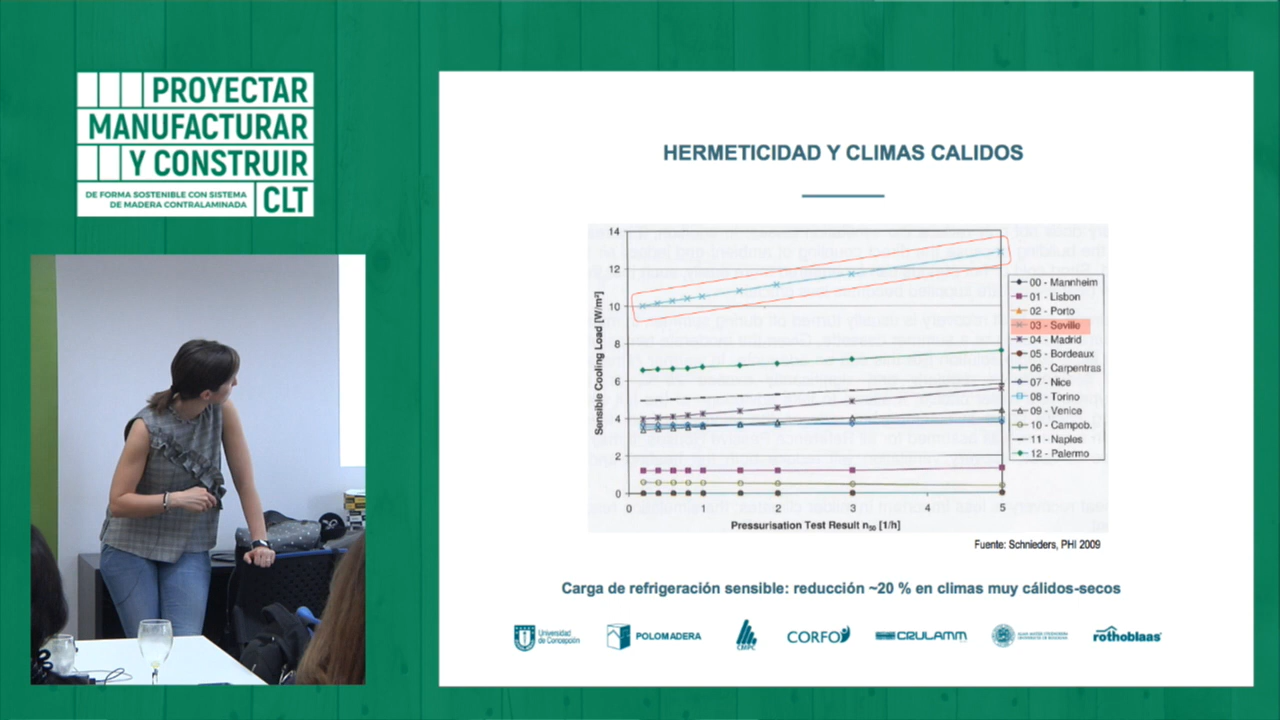 PROYECTAR
MANUFACTURAR
Y CONSTRUIR
DE FORMA SOSTENIBLE CON SISTEMA
DE MADERA CONTRALAMINADA
CLT
HERMETICIDAD Y CLIMAS CALIDOS
14
12
10
8
6
4
2
0
Sensible Cooling Load [W/m²]
0 1 2 3 4 5
Pressurisation Test Result n50 [1/h]
00 - Mannheim
01 - Lisbon
02 - Porto
03 - Seville
04 - Madrid
05 - Bordeaux
06 - Carpentras
07 - Nice
08 - Torino
09 - Venice
10 - Campob.
11 - Naples
12 - Palermo
Fuente: Schnieders, PHI 2009
Carga de refrigeración sensible: reducción ~20 % en climas muy cálidos-secos
Universidad
de Concepción
POLOMADERA
CMPC
CORFO
CRULAMM
rothoblaas